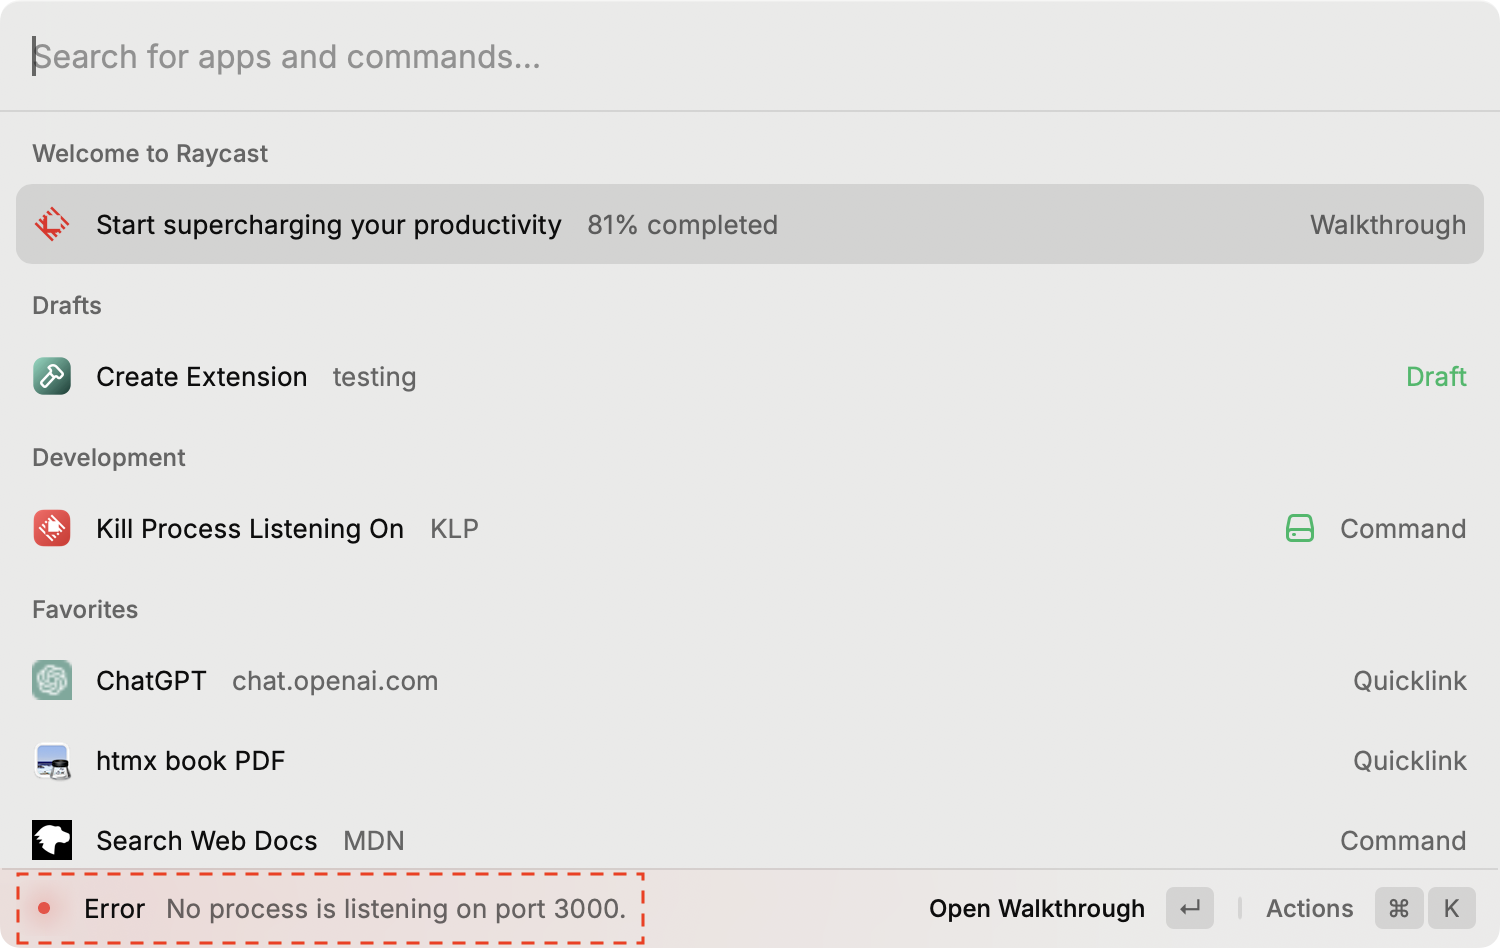 Search for apps and commands...
Welcome to Raycast
Start supercharging your productivity 81% completed Walkthrough
Drafts
Create Extension testing Draft
Development
Kill Process Listening On KLP Command
Favorites
ChatGPT chat.openai.com Quicklink
htmx book PDF Quicklink
Search Web Docs MDN Command
Error No process is listening on port 3000. Open Walkthrough ↵ Actions ⌘ K